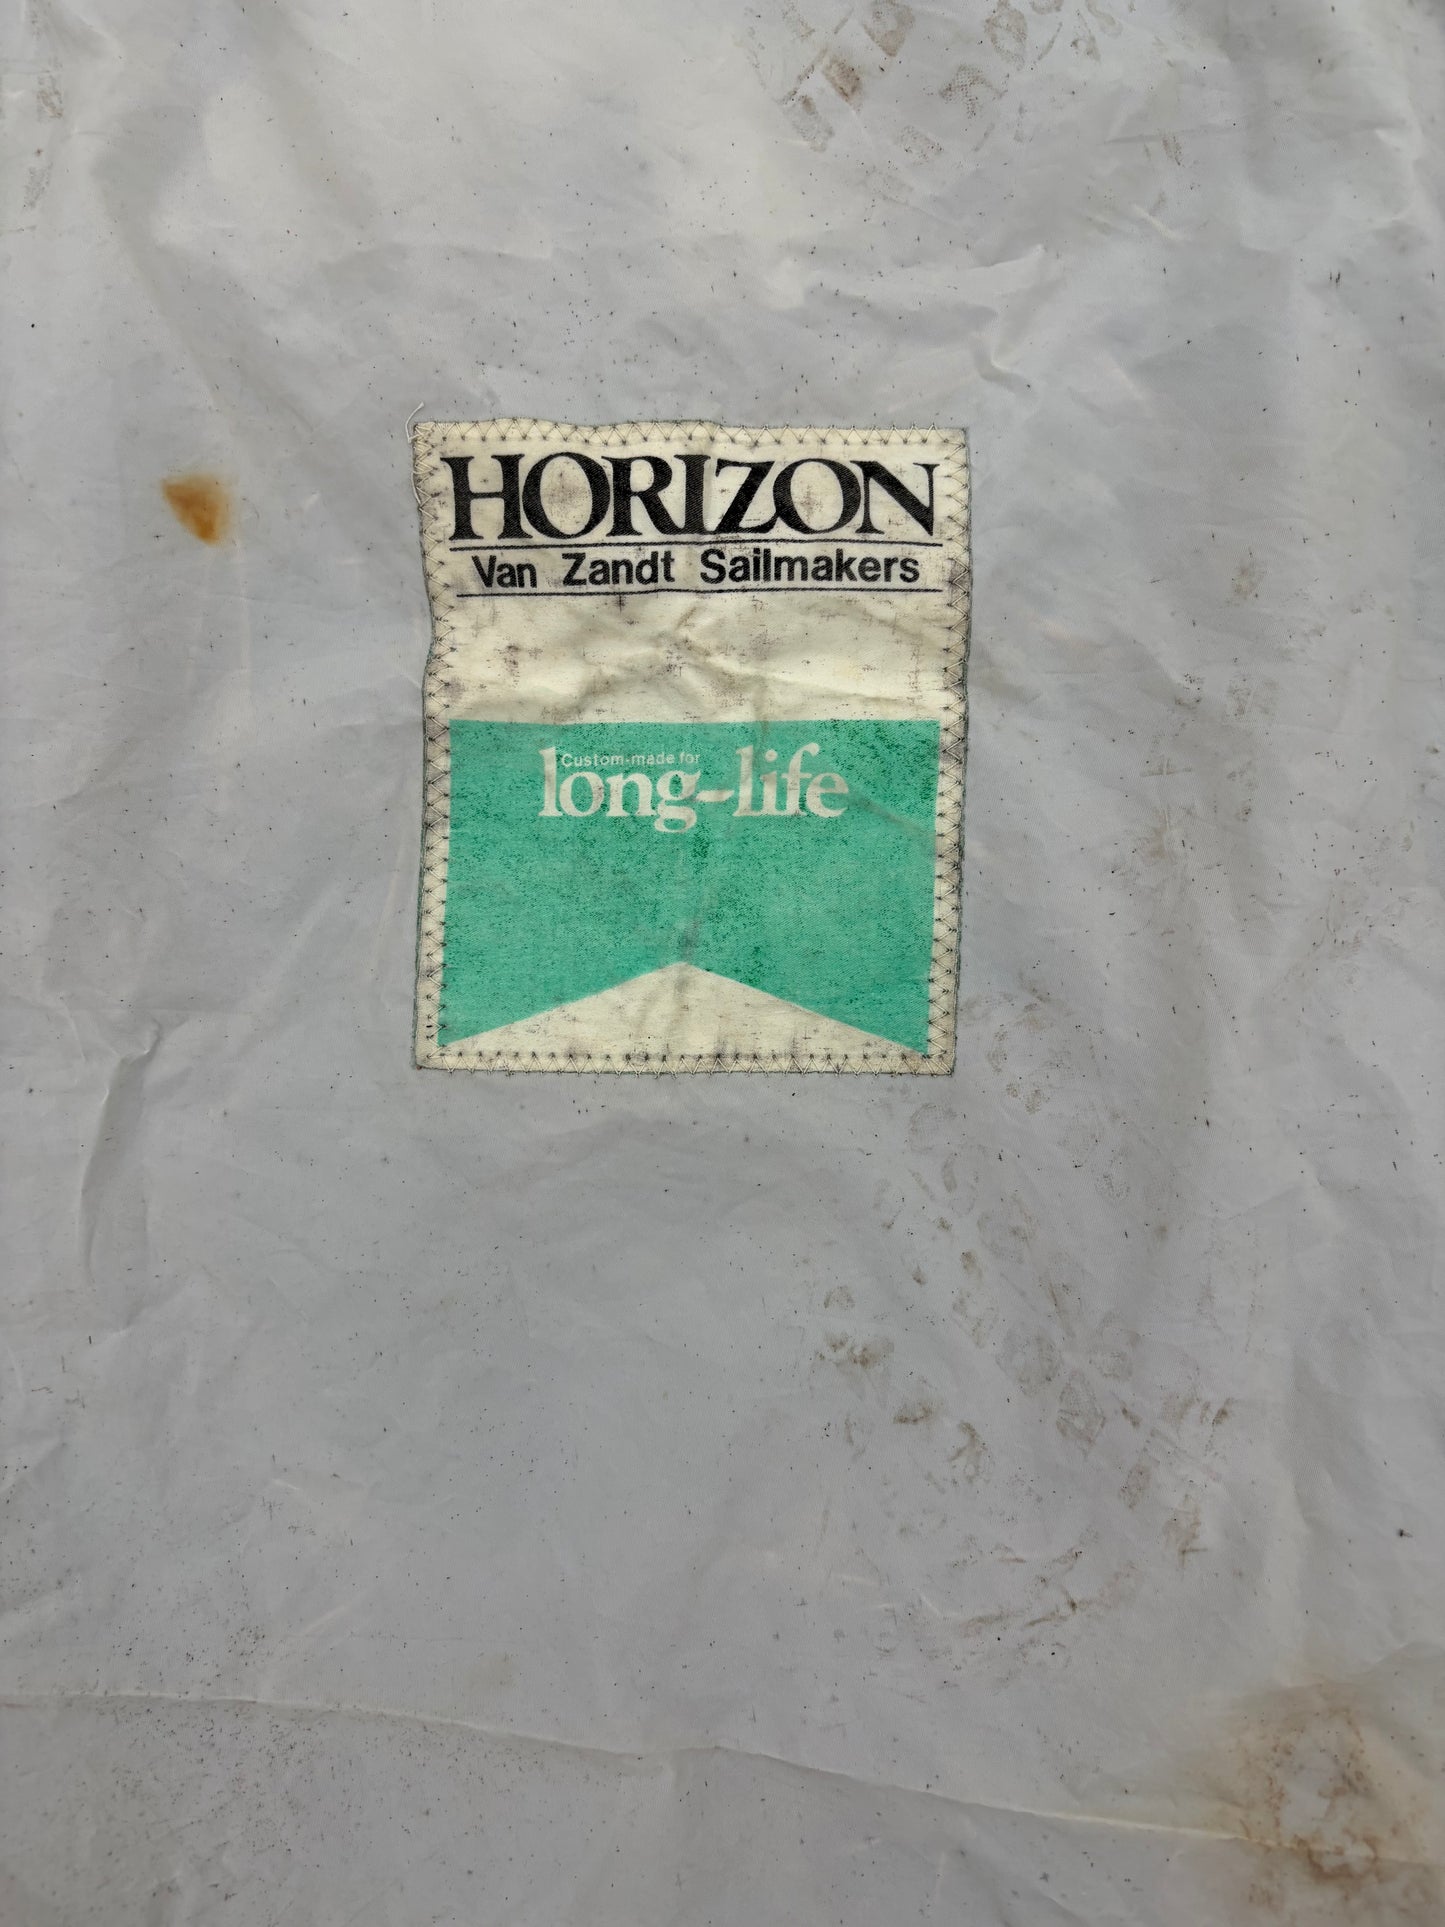 HORIZON
Van Zandt Sailmakers
Custom-made for
long-life